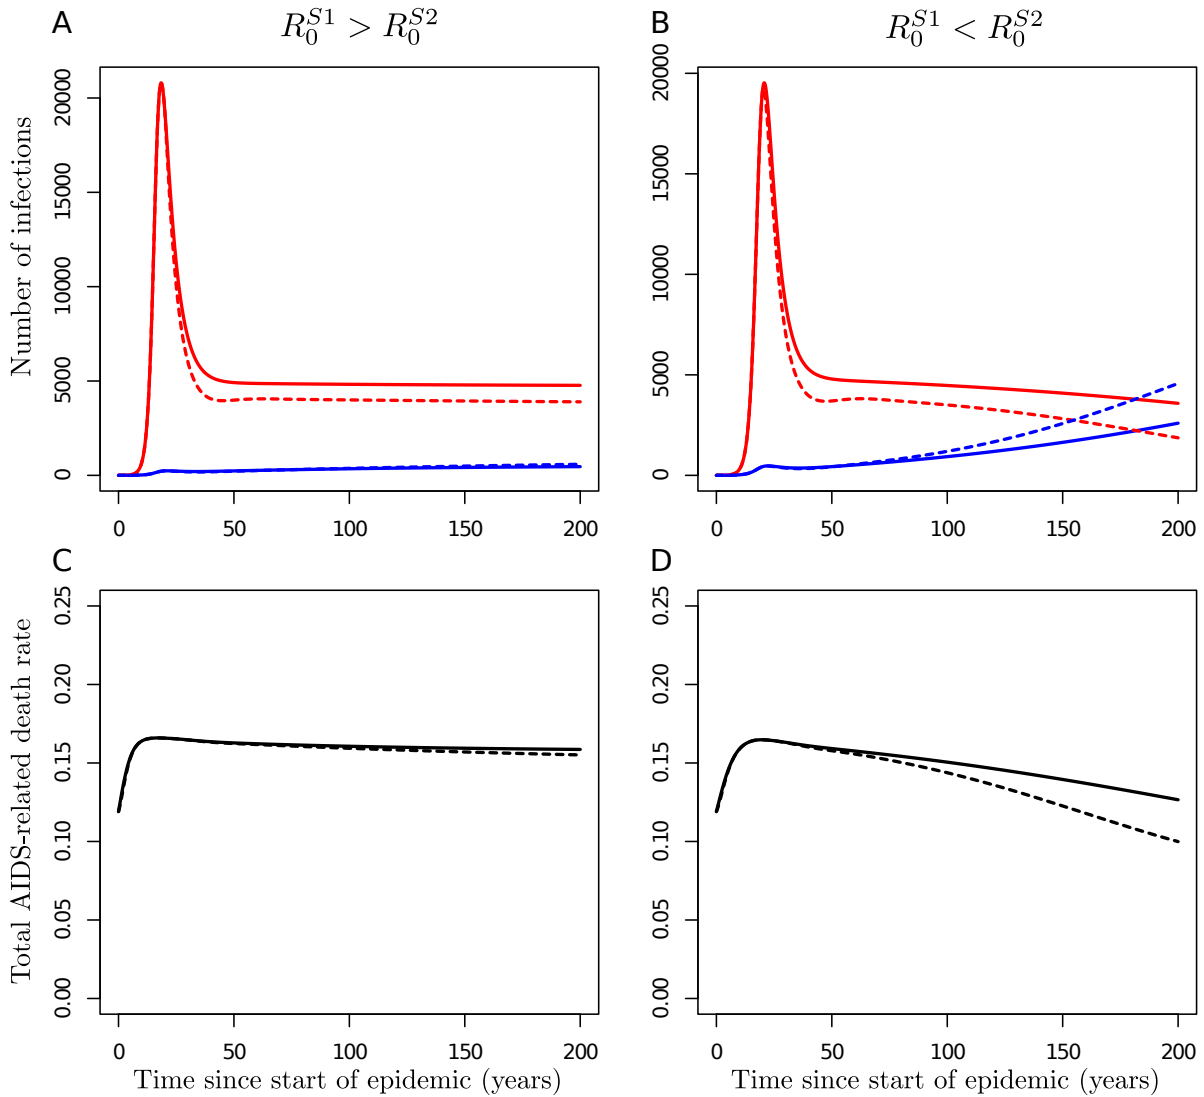 A
R_0^{S1} > R_0^{S2}
B
R_0^{S1} < R_0^{S2}
Number of infections
0
5000
10000
15000
20000
0 50 100 150 200
0
5000
10000
15000
20000
0 50 100 150 200
C
D
Total AIDS-related death rate
0.00
0.05
0.10
0.15
0.20
0.25
0 50 100 150 200
Time since start of epidemic (years)
0.00
0.05
0.10
0.15
0.20
0.25
0 50 100 150 200
Time since start of epidemic (years)